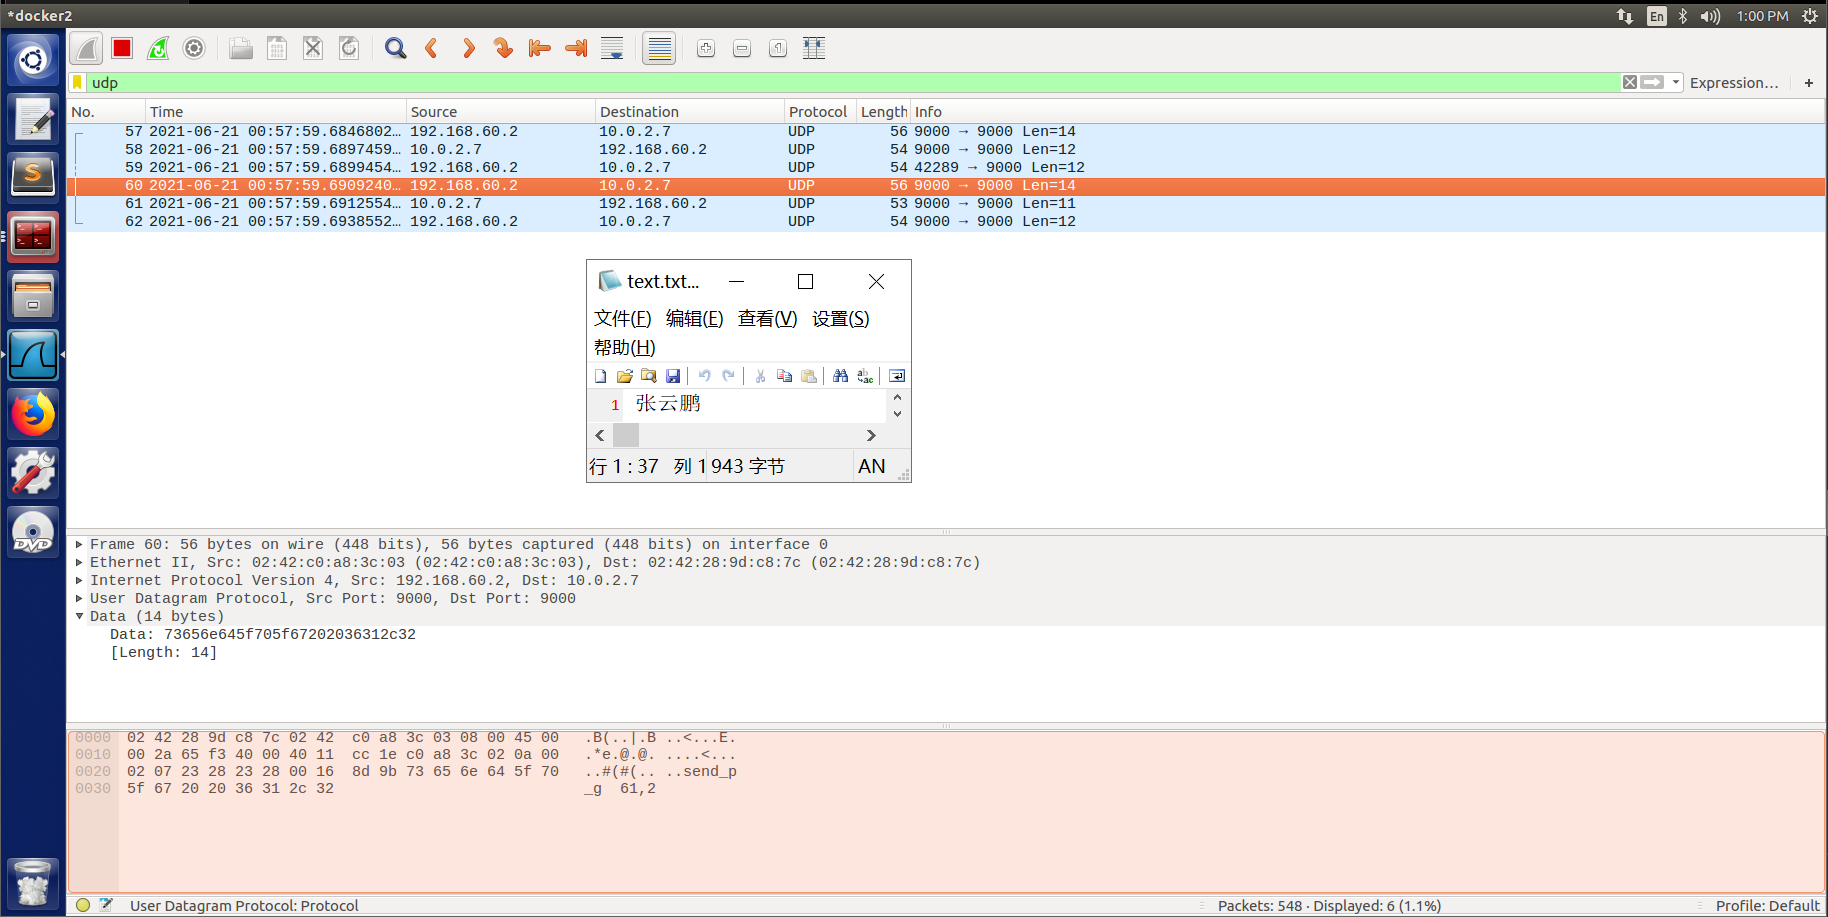 *docker2
En
1:00 PM
udp
Expression…
+
No. Time Source Destination Protocol Length Info
57 2021-06-21 00:57:59.6846802… 192.168.60.2 10.0.2.7 UDP 56 9000 → 9000 Len=14
58 2021-06-21 00:57:59.6897459… 10.0.2.7 192.168.60.2 UDP 54 9000 → 9000 Len=12
59 2021-06-21 00:57:59.6899454… 192.168.60.2 10.0.2.7 UDP 54 42289 → 9000 Len=12
60 2021-06-21 00:57:59.6909240… 192.168.60.2 10.0.2.7 UDP 56 9000 → 9000 Len=14
61 2021-06-21 00:57:59.6912554… 10.0.2.7 192.168.60.2 UDP 53 9000 → 9000 Len=11
62 2021-06-21 00:57:59.6938552… 192.168.60.2 10.0.2.7 UDP 54 9000 → 9000 Len=12
text.txt...
文件(F) 编辑(E) 查看(V) 设置(S)
帮助(H)
1 张云鹏
行 1 : 37 列 1 943 字节 AN
Frame 60: 56 bytes on wire (448 bits), 56 bytes captured (448 bits) on interface 0
Ethernet II, Src: 02:42:c0:a8:3c:03 (02:42:c0:a8:3c:03), Dst: 02:42:28:9d:c8:7c (02:42:28:9d:c8:7c)
Internet Protocol Version 4, Src: 192.168.60.2, Dst: 10.0.2.7
User Datagram Protocol, Src Port: 9000, Dst Port: 9000
Data (14 bytes)
Data: 73656e645f705f67202036312c32
[Length: 14]
0000 02 42 28 9d c8 7c 02 42 c0 a8 3c 03 08 00 45 00 .B(..|.B ..<...E.
0010 00 2a 65 f3 40 00 40 11 cc 1e c0 a8 3c 02 0a 00 .*e.@.@. ....<...
0020 02 07 23 28 23 28 00 16 8d 9b 73 65 6e 64 5f 70 ..#(#(.. ..send_p
0030 5f 67 20 20 36 31 2c 32 _g  61,2
User Datagram Protocol: Protocol
Packets: 548 · Displayed: 6 (1.1%)
Profile: Default
DVD